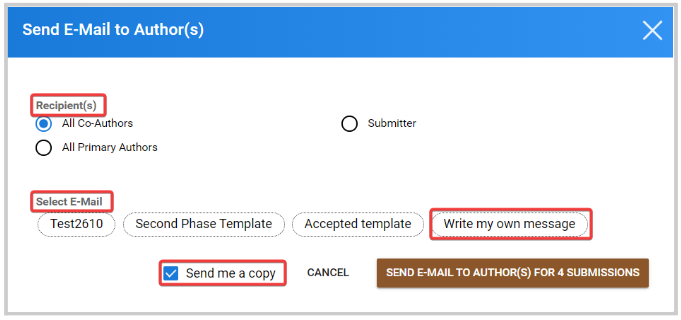 Send E-Mail to Author(s)
Recipient(s)
All Co-Authors Submitter
All Primary Authors
Select E-Mail
Test2610 Second Phase Template Accepted template Write my own message
Send me a copy CANCEL SEND E-MAIL TO AUTHOR(S) FOR 4 SUBMISSIONS